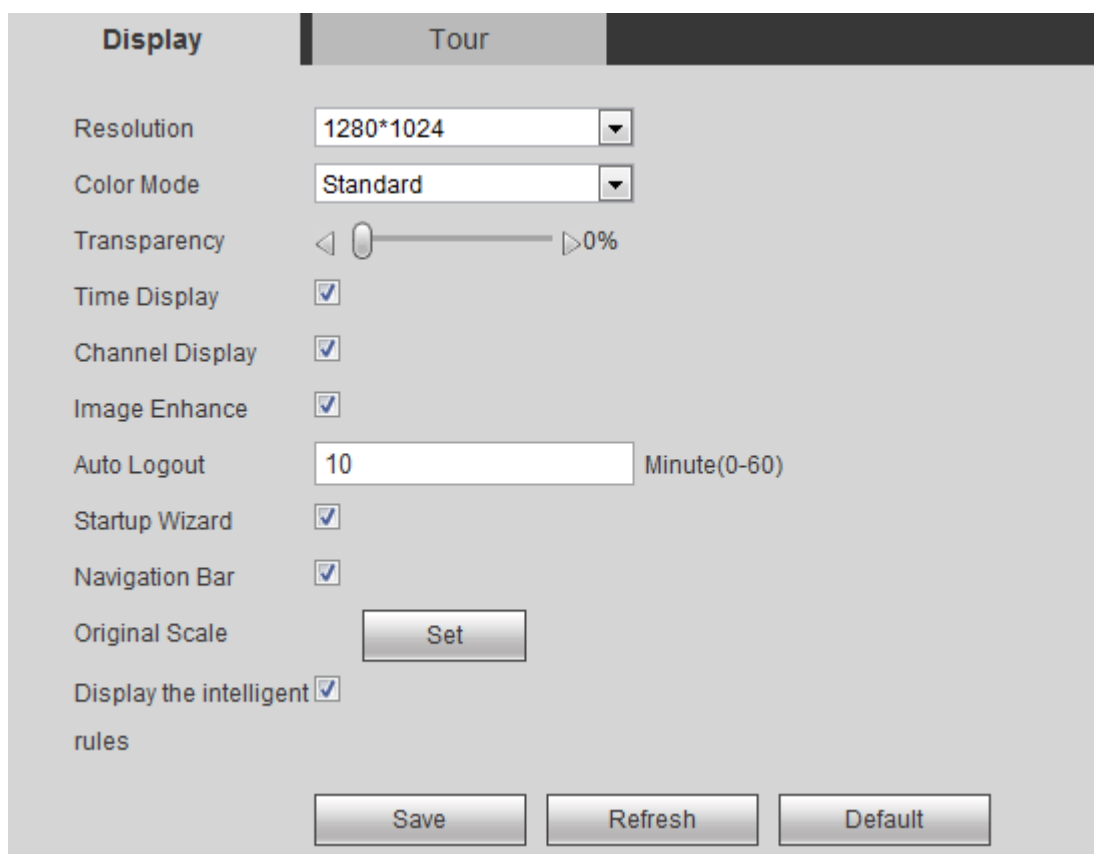 Display Tour
Resolution 1280*1024
Color Mode Standard
Transparency 0%
Time Display
Channel Display
Image Enhance
Auto Logout 10 Minute(0-60)
Startup Wizard
Navigation Bar
Original Scale Set
Display the intelligent
rules
Save Refresh Default